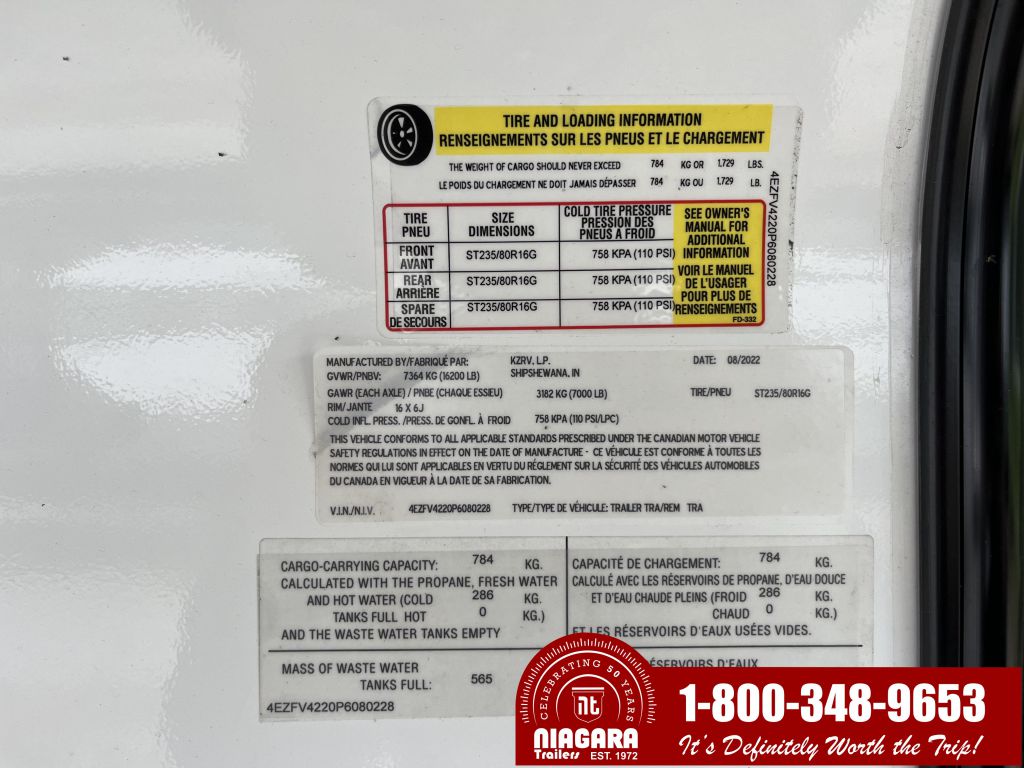 TIRE AND LOADING INFORMATION
RENSEIGNEMENTS SUR LES PNEUS ET LE CHARGEMENT
THE WEIGHT OF CARGO SHOULD NEVER EXCEED 784 KG OR 1,729 LBS.
LE POIDS DU CHARGEMENT NE DOIT JAMAIS DÉPASSER 784 KG OU 1,729 LB.
TIRE PNEU
SIZE DIMENSIONS
COLD TIRE PRESSURE
PRESSION DES
PNEUS A FROID
FRONT AVANT ST235/80R16G 758 KPA (110 PSI)
REAR ARRIÈRE ST235/80R16G 758 KPA (110 PSI)
SPARE DE SECOURS ST235/80R16G 758 KPA (110 PSI)
SEE OWNER'S
MANUAL FOR
ADDITIONAL
INFORMATION
VOIR LE MANUEL
DE L'USAGER
POUR PLUS DE
RENSEIGNEMENTS
FD-332
4EZFV4220P6080228
MANUFACTURED BY/FABRIQUÉ PAR: KZRV, L.P. DATE: 08/2022
GVWR/PNBV: 7364 KG (16200 LB) SHIPSHEWANA, IN
GAWR (EACH AXLE) / PNBE (CHAQUE ESSIEU) 3182 KG (7000 LB) TIRE/PNEU ST235/80R16G
RIM/JANTE 16 X 6J
COLD INFL. PRESS. /PRESS. DE GONFL. À FROID 758 KPA (110 PSI/LPC)
THIS VEHICLE CONFORMS TO ALL APPLICABLE STANDARDS PRESCRIBED UNDER THE CANADIAN MOTOR VEHICLE
SAFETY REGULATIONS IN EFFECT ON THE DATE OF MANUFACTURE - CE VÉHICULE EST CONFORME À TOUTES LES
NORMES QUI LUI SONT APPLICABLES EN VERTU DU RÉGLEMENT SUR LA SÉCURITÉ DES VÉHICULES AUTOMOBILES
DU CANADA EN VIGUEUR À LA DATE DE SA FABRICATION.
V.I.N./N.I.V. 4EZFV4220P6080228 TYPE/TYPE DE VÉHICULE: TRAILER TRA/REM TRA
CARGO-CARRYING CAPACITY: 784 KG.
CALCULATED WITH THE PROPANE, FRESH WATER
AND HOT WATER (COLD 286 KG.
TANKS FULL HOT 0 KG.)
AND THE WASTE WATER TANKS EMPTY
CAPACITÉ DE CHARGEMENT: 784 KG.
CALCULÉ AVEC LES RÉSERVOIRS DE PROPANE, D'EAU DOUCE
ET D'EAU CHAUDE PLEINS (FROID 286 KG.
CHAUD 0 KG.)
ET LES RÉSERVOIRS D'EAUX USÉES VIDES.
MASS OF WASTE WATER
TANKS FULL: 565
4EZFV4220P6080228
RÉSERVOIRS D'EAUX
CELEBRATING 50 YEARS
nt
NIAGARA
Trailers EST. 1972
1-800-348-9653
It's Definitely Worth the Trip!